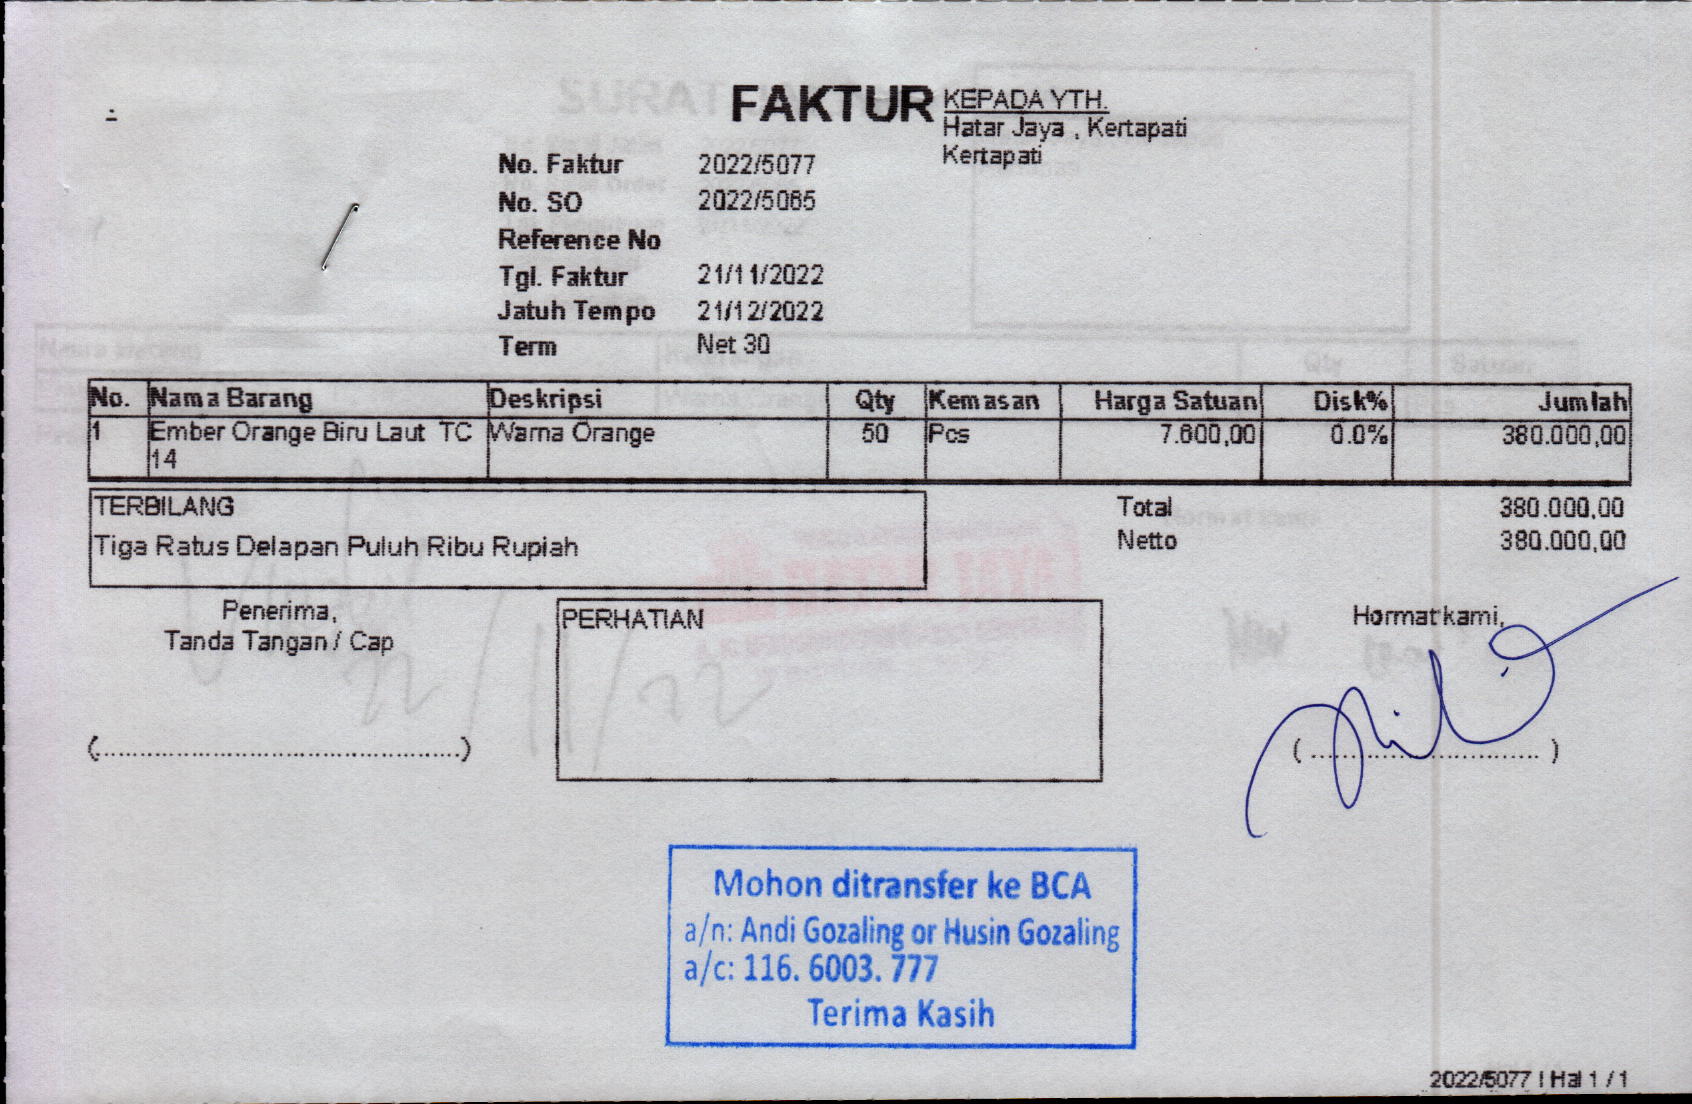 FAKTUR
KEPADA YTH.
Hatar Jaya , Kertapati
Kertapati
No. Faktur 2022/5077
No. SO 2022/5085
Reference No
Tgl. Faktur 21/11/2022
Jatuh Tempo 21/12/2022
Term Net 30
No. Nama Barang Deskripsi Qty Kemasan Harga Satuan Disk% Jumlah
1 Ember Orange Biru Laut TC Warna Orange 50 Pcs 7.600,00 0.0% 380.000,00
14
TERBILANG
Tiga Ratus Delapan Puluh Ribu Rupiah
Total 380.000,00
Netto 380.000,00
Penerima,
Tanda Tangan / Cap
(....................................................)
PERHATIAN
Hormat kami,
( ................................. )
Mohon ditransfer ke BCA
a/n: Andi Gozaling or Husin Gozaling
a/c: 116. 6003. 777
Terima Kasih
2022/5077 | Hal 1 / 1